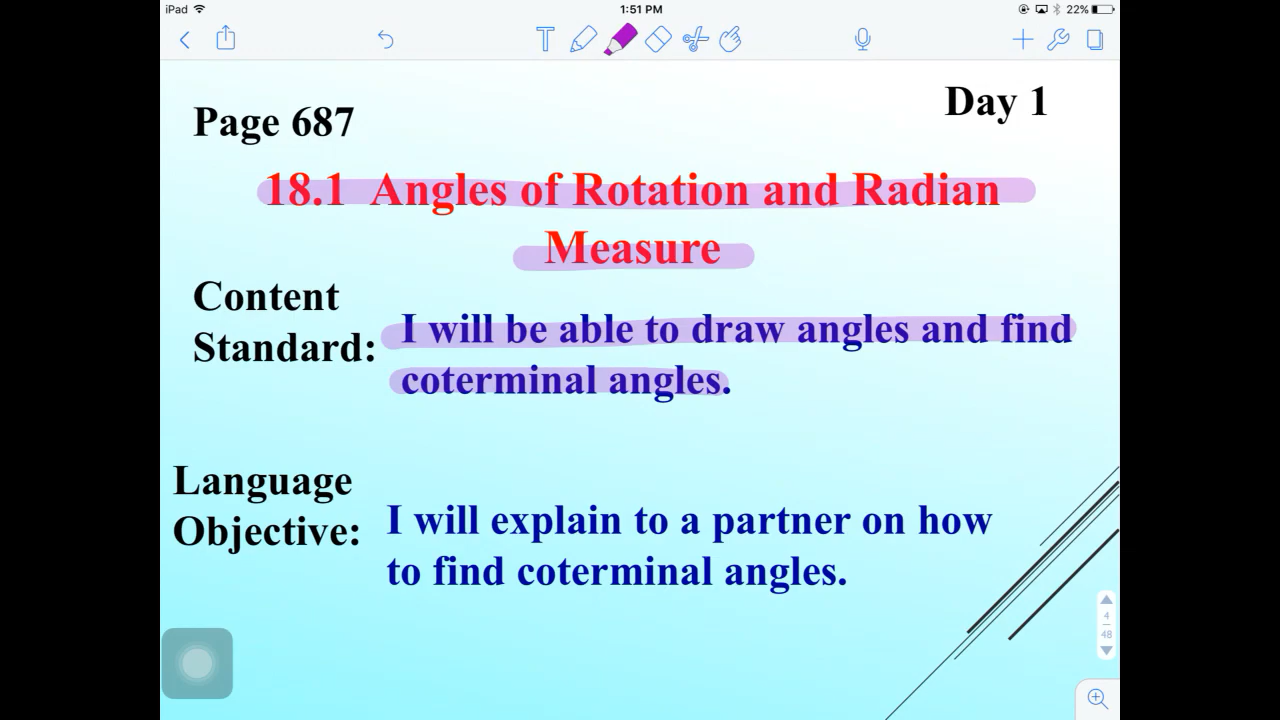 iPad 1:51 PM 22%
T
Page 687
Day 1
18.1 Angles of Rotation and Radian
Measure
Content
Standard:
I will be able to draw angles and find
coterminal angles.
Language
Objective:
I will explain to a partner on how
to find coterminal angles.
4
48